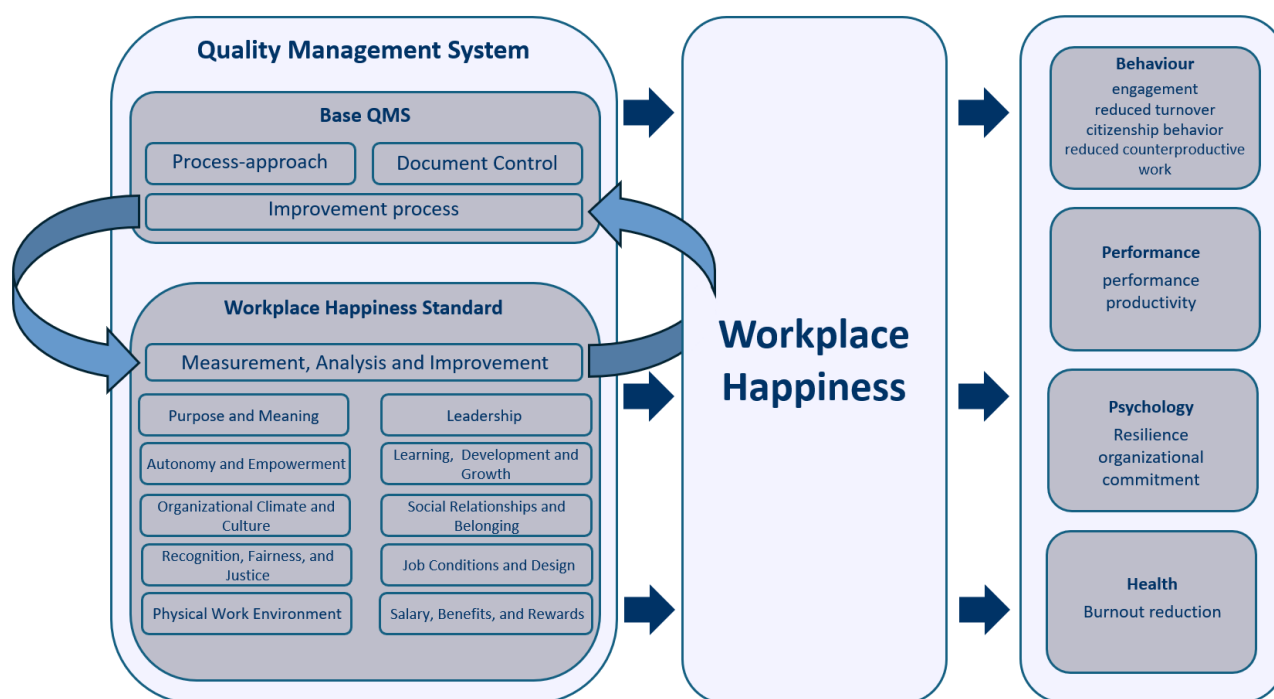 Quality Management System
Base QMS
Process-approach
Document Control
Improvement process
Workplace Happiness Standard
Measurement, Analysis and Improvement
Purpose and Meaning
Leadership
Autonomy and Empowerment
Learning, Development and
Growth
Organizational Climate and
Culture
Social Relationships and
Belonging
Recognition, Fairness, and
Justice
Job Conditions and Design
Physical Work Environment
Salary, Benefits, and Rewards
Workplace
Happiness
Behaviour
engagement
reduced turnover
citizenship behavior
reduced counterproductive
work
Performance
performance
productivity
Psychology
Resilience
organizational
commitment
Health
Burnout reduction